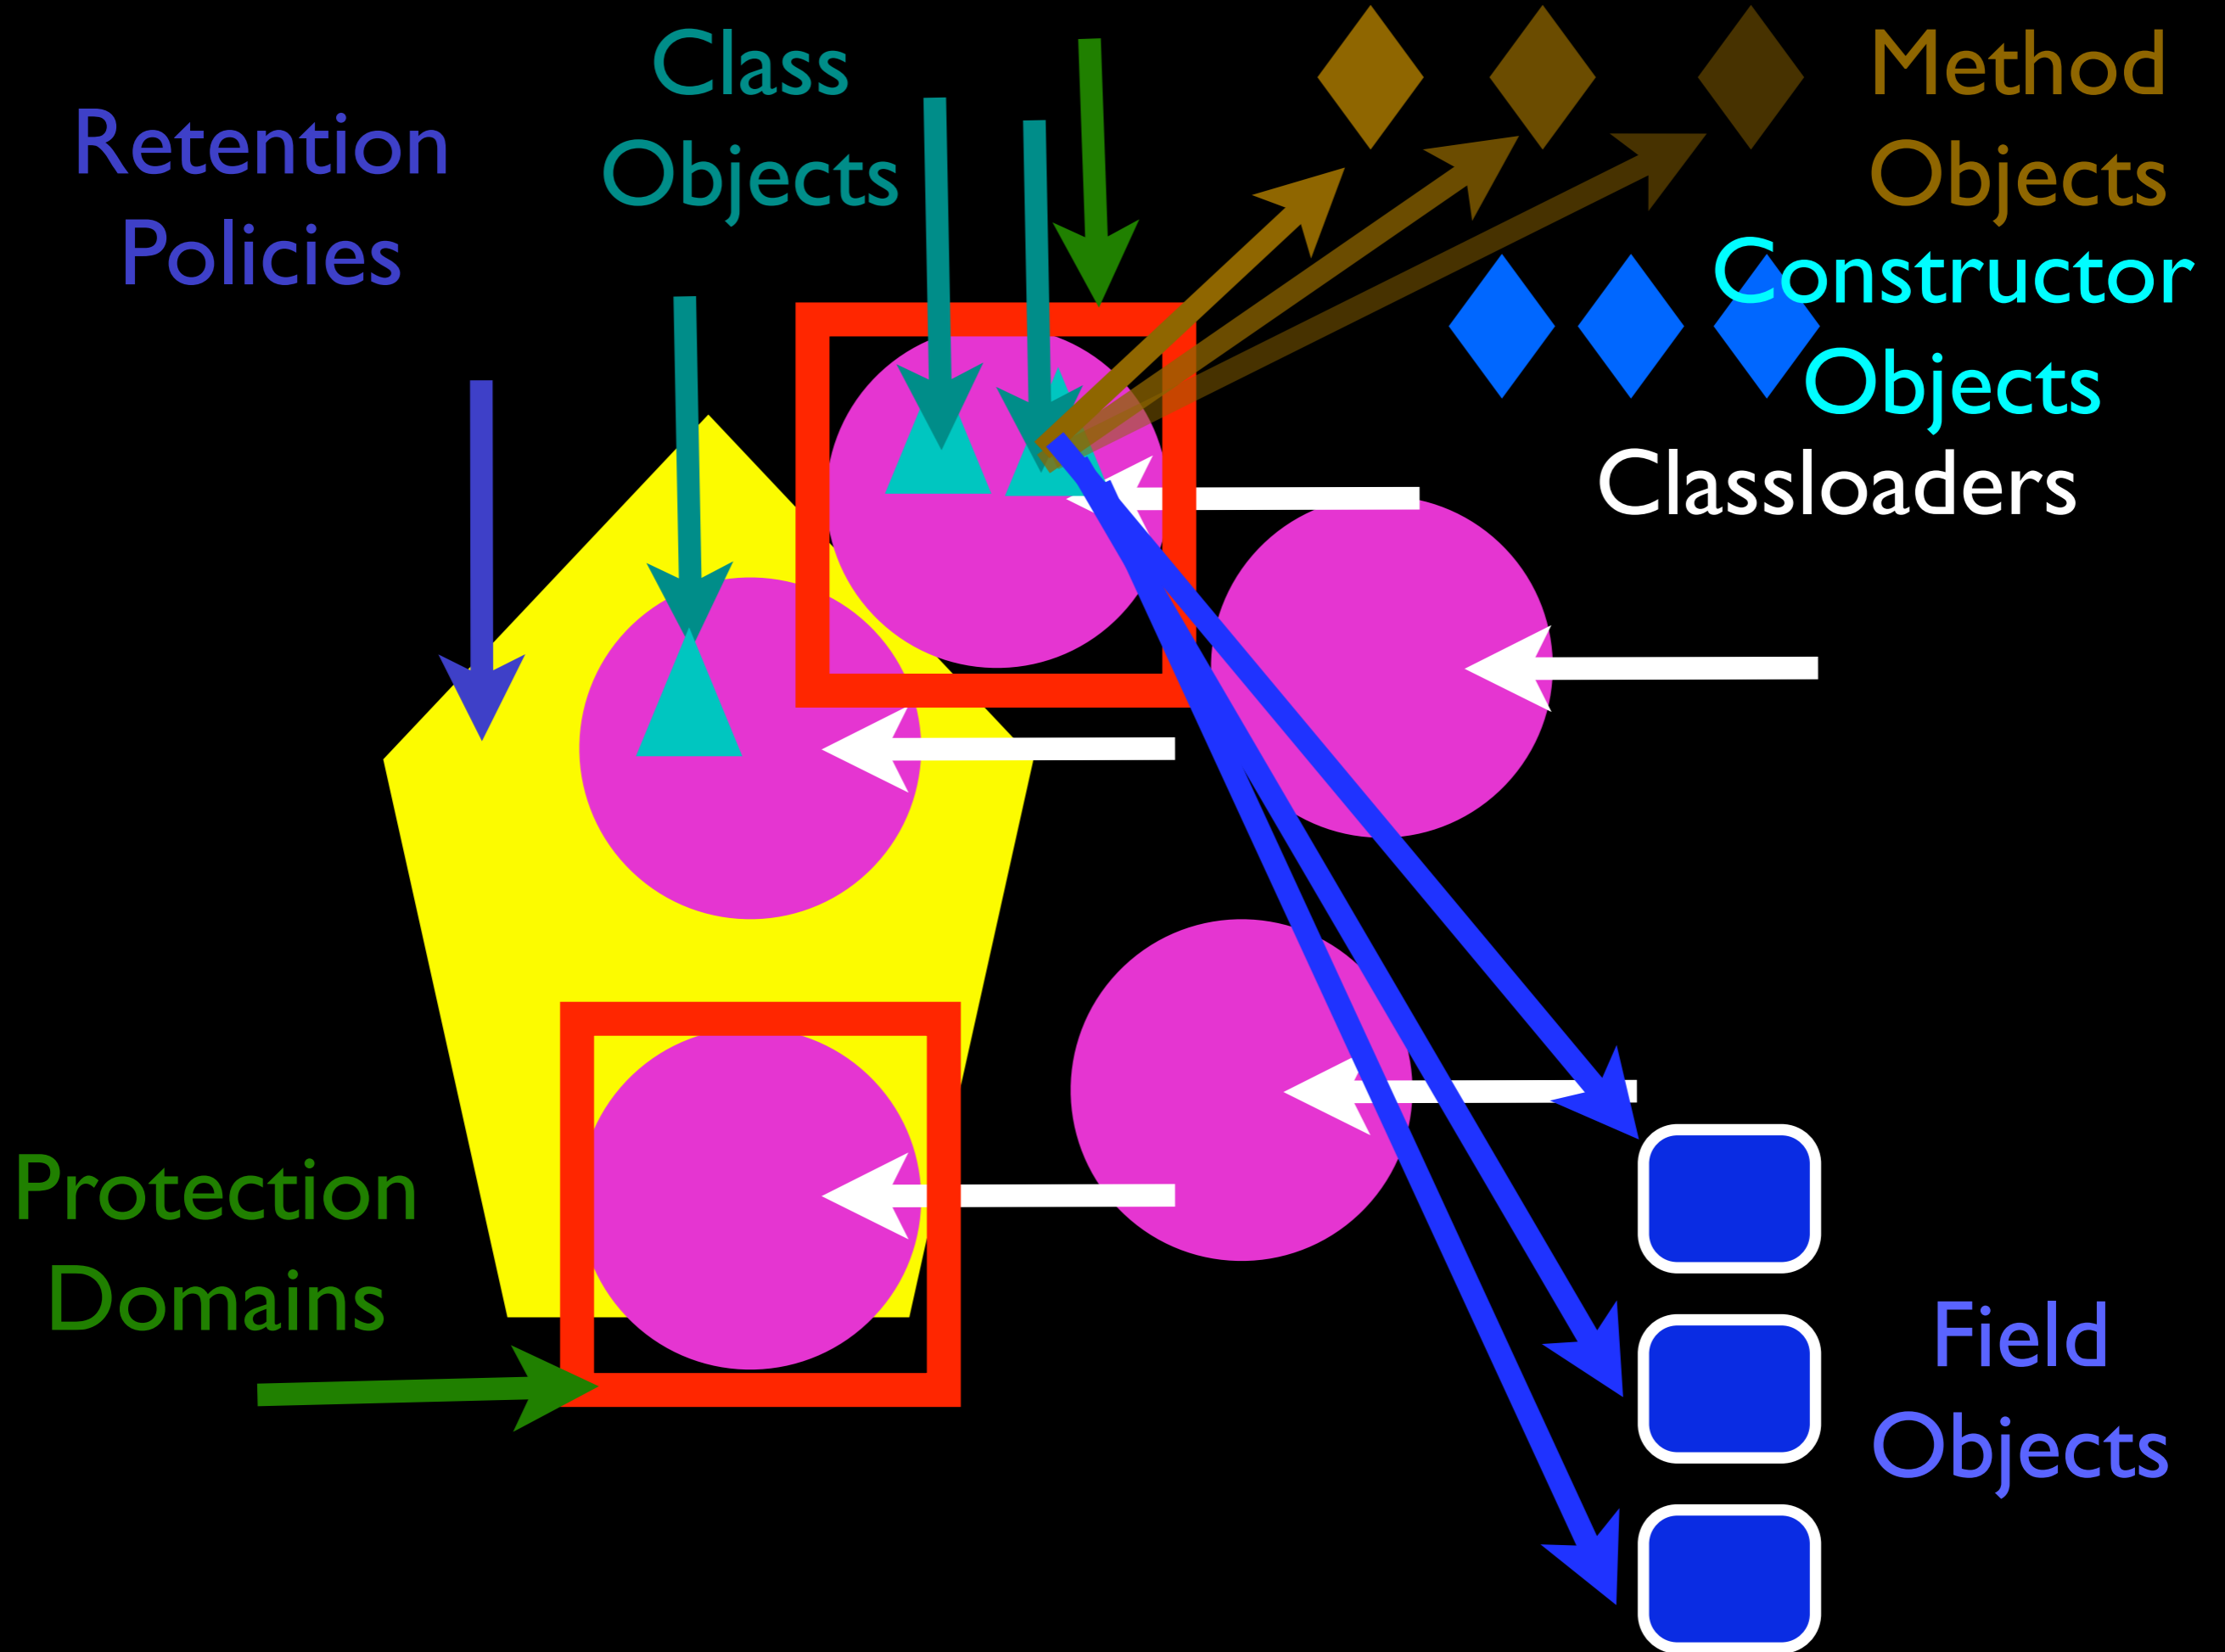 Class
Objects
Retention
Policies
Method
Objects
Constructor
Objects
Classloaders
Protection
Domains
Field
Objects